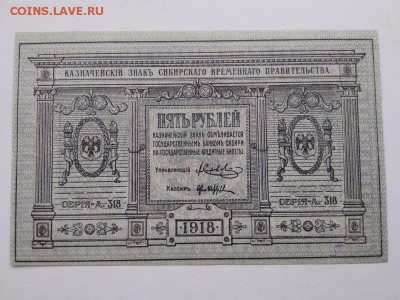 COINS.LAVE.RU
КАЗНАЧЕЙСКІЙ ЗНАКЪ СИБИРСКАГО ВРЕМЕННАГО ПРАВИТЕЛЬСТВА.
ПЯТЬ РУБЛЕЙ
КАЗНАЧЕЙСКІЙ ЗНАКЪ ОБМѢНИВАЕТСЯ
ГОСУДАРСТВЕННЫМЪ БАНКОМЪ СИБИРИ
НА ГОСУДАРСТВЕННЫЕ КРЕДИТНЫЕ БИЛЕТЫ.
УПРАВЛЯЮЩІЙ
КАССИРЪ
СЕРІЯ-А 318
СЕРІЯ-А 318
1918